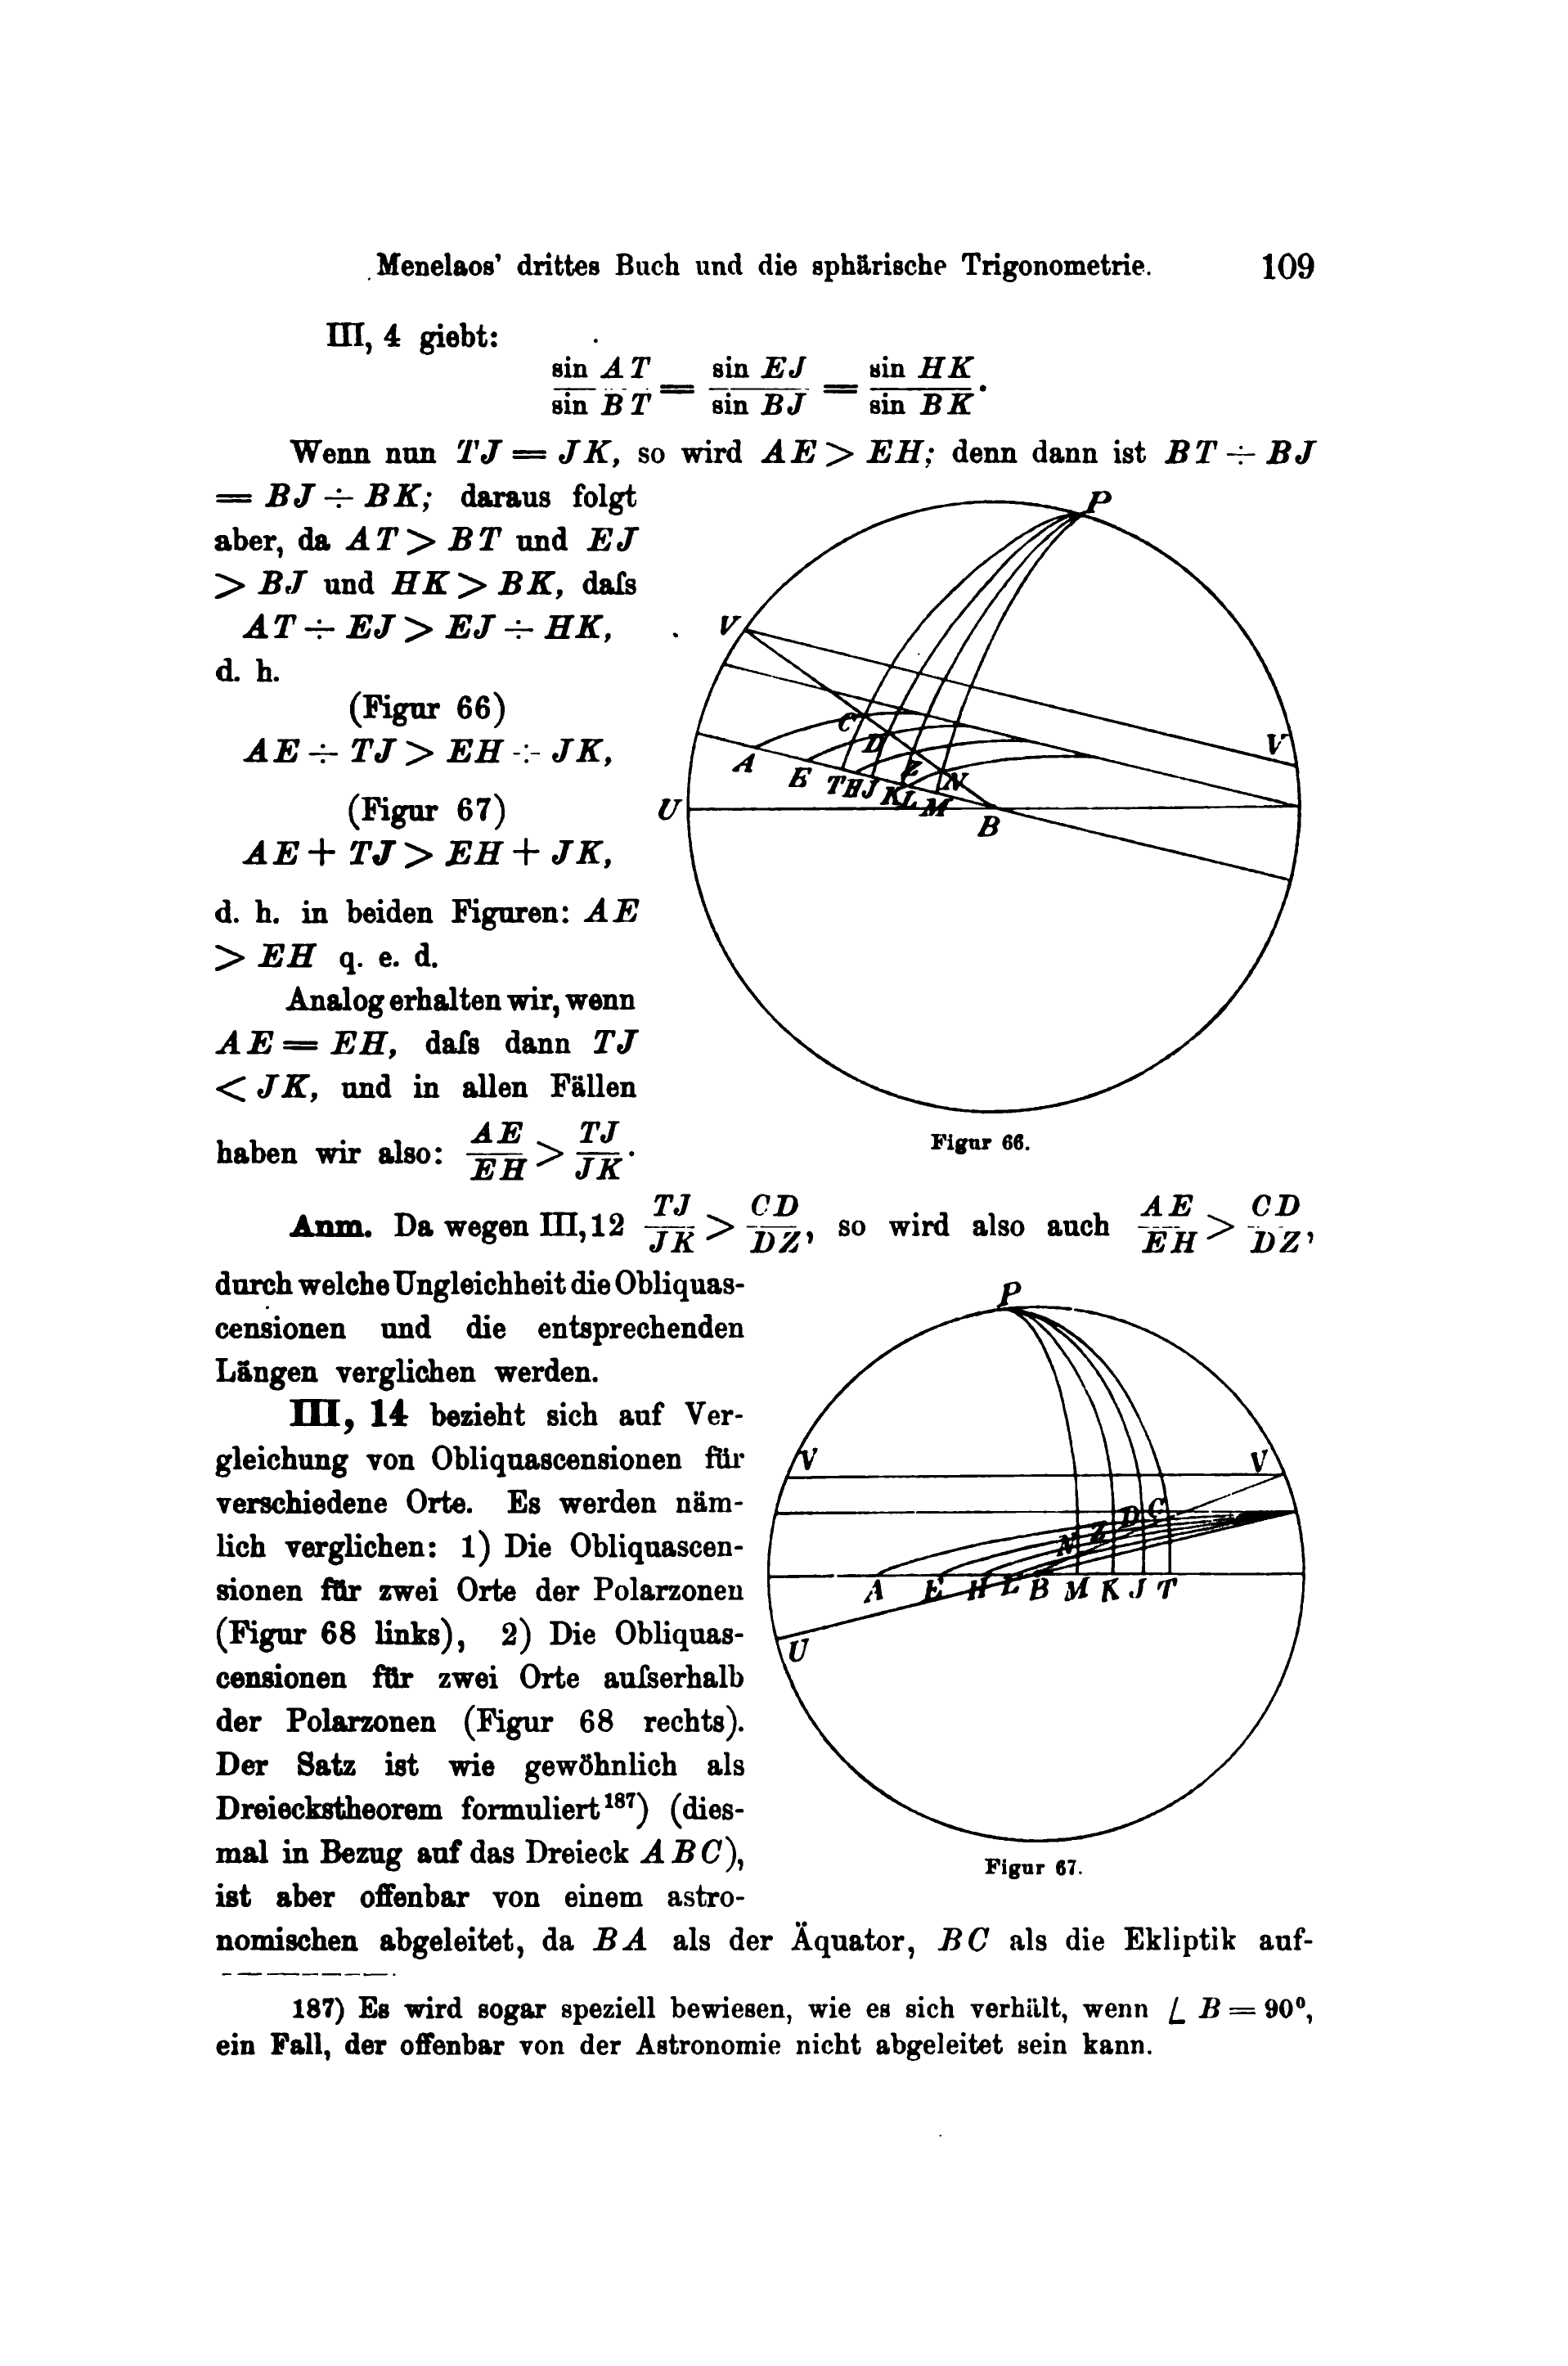 Menelaos' drittes Buch und die sphärische Trigonometrie. 109
III, 4 giebt:
sin AT / sin BT = sin EJ / sin BJ = sin HK / sin BK.
Wenn nun TJ = JK, so wird AE > EH; denn dann ist BT ÷ BJ
= BJ ÷ BK; daraus folgt
aber, da AT > BT und EJ
> BJ und HK > BK, daſs
AT ÷ EJ > EJ ÷ HK,
d. h.
(Figur 66)
AE ÷ TJ > EH ÷ JK,
(Figur 67)
AE + TJ > EH + JK,
d. h. in beiden Figuren: AE
> EH q. e. d.
Analog erhalten wir, wenn
AE = EH, daſs dann TJ
< JK, und in allen Fällen
haben wir also: AE / EH > TJ / JK.
P
V
V
C
D
Z
N
A
E
T
H
J
K
L
M
U
B
Figur 66.
Anm. Da wegen III, 12 TJ / JK > CD / DZ, so wird also auch AE / EH > CD / DZ,
durch welche Ungleichheit die Obliquas-
censionen und die entsprechenden
Längen verglichen werden.
III, 14 bezieht sich auf Ver-
gleichung von Obliquascensionen für
verschiedene Orte. Es werden näm-
lich verglichen: 1) Die Obliquascen-
sionen für zwei Orte der Polarzonen
(Figur 68 links), 2) Die Obliquas-
censionen für zwei Orte auſserhalb
der Polarzonen (Figur 68 rechts).
Der Satz ist wie gewöhnlich als
Dreieckstheorem formuliert¹⁸⁷) (dies-
mal in Bezug auf das Dreieck ABC),
ist aber offenbar von einem astro-
P
V
V
N
Z
D
C
A
E
H
L
B
M
K
J
T
U
Figur 67.
nomischen abgeleitet, da BA als der Äquator, BC als die Ekliptik auf-
187) Es wird sogar speziell bewiesen, wie es sich verhält, wenn ∠ B = 90⁰,
ein Fall, der offenbar von der Astronomie nicht abgeleitet sein kann.